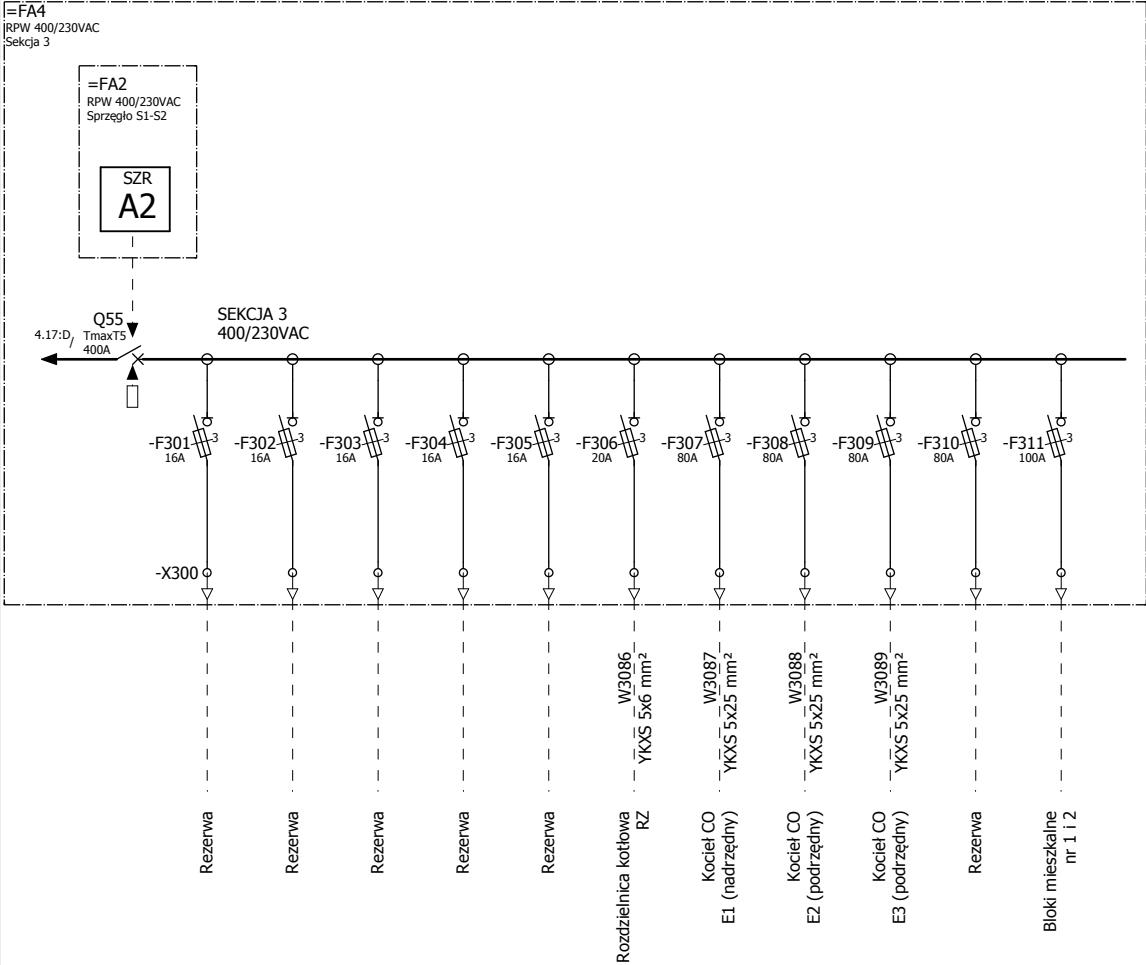 =FA4
RPW 400/230VAC
Sekcja 3
=FA2
RPW 400/230VAC
Sprzęgło S1-S2
SZR
A2
Q55
4.17:D/
TmaxT5
400A
SEKCJA 3
400/230VAC
-F301
16A
3
-F302
16A
3
-F303
16A
3
-F304
16A
3
-F305
16A
3
-F306
20A
3
-F307
80A
3
-F308
80A
3
-F309
80A
3
-F310
80A
3
-F311
100A
3
-X300
W3086
YKXS 5x6 mm²
W3087
YKXS 5x25 mm²
W3088
YKXS 5x25 mm²
W3089
YKXS 5x25 mm²
Rezerwa
Rezerwa
Rezerwa
Rezerwa
Rezerwa
Rozdzielnica kotłowa
RZ
Kocieł CO
E1 (nadrzędny)
Kocieł CO
E2 (podrzędny)
Kocieł CO
E3 (podrzędny)
Rezerwa
Bloki mieszkalne
nr 1 i 2